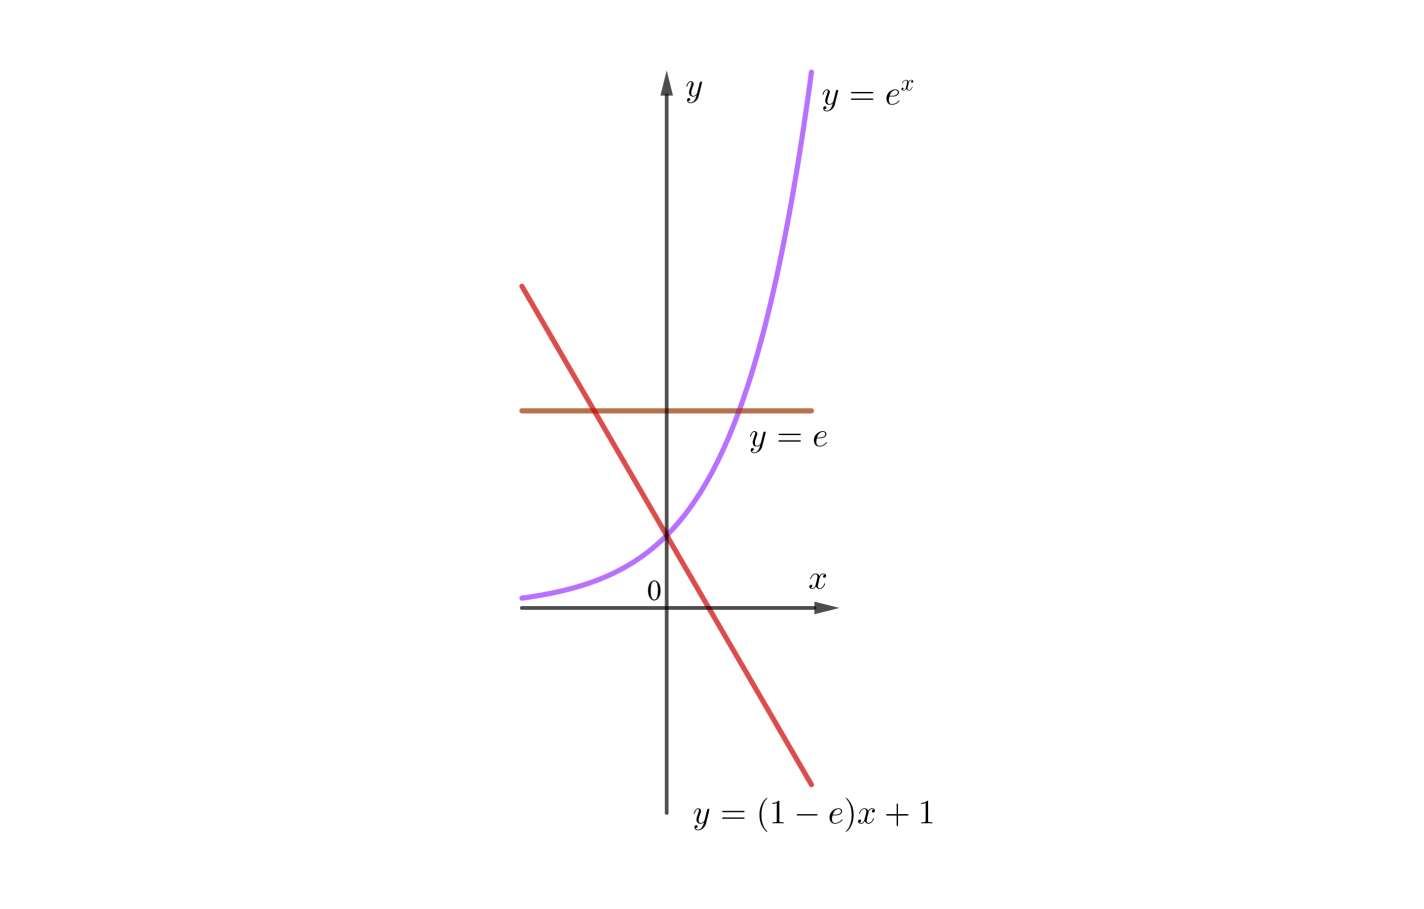 y
y = e^x
y = e
x
0
y = (1 − e)x + 1